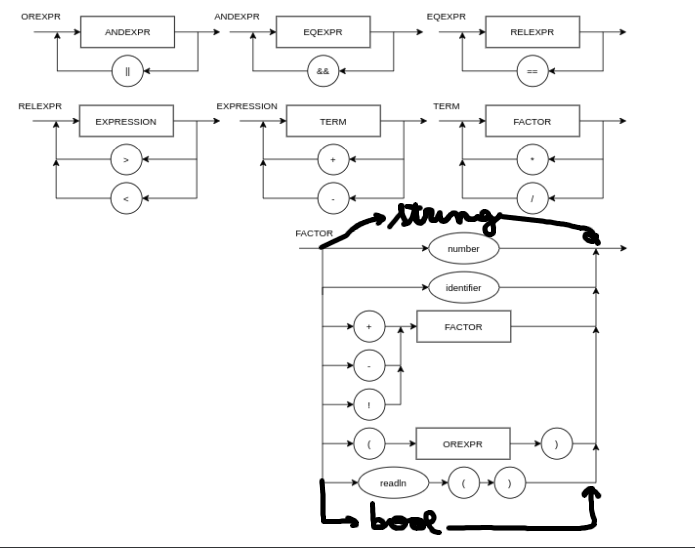 OREXPR ANDEXPR EQEXPR
ANDEXPR EQEXPR RELEXPR
|| && ==
RELEXPR EXPRESSION TERM
EXPRESSION TERM FACTOR
> + *
< - /
string
FACTOR
number
identifier
+ FACTOR
-
!
( OREXPR )
readln ( )
bool